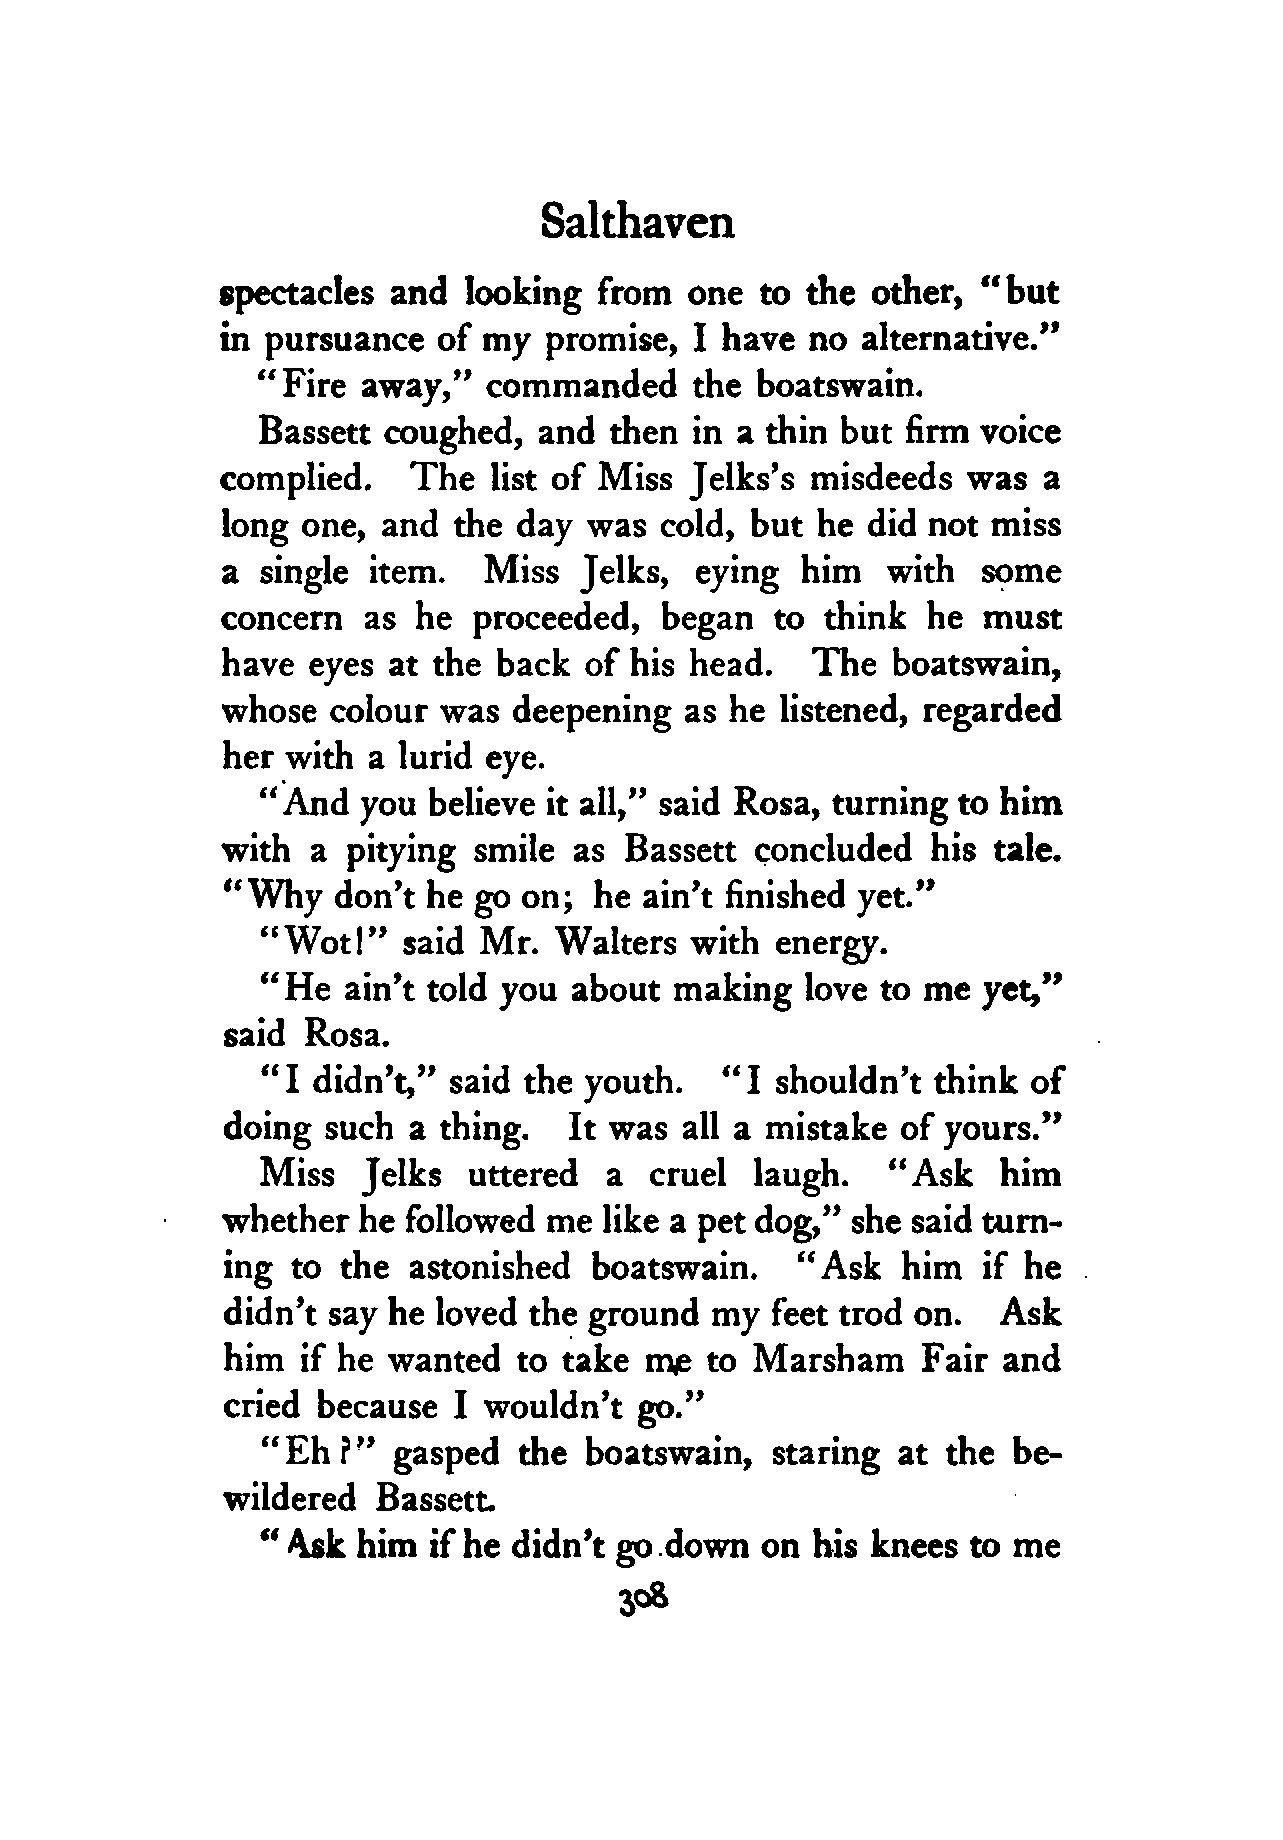 Salthaven
spectacles and looking from one to the other, “but
in pursuance of my promise, I have no alternative.”
“Fire away,” commanded the boatswain.
Bassett coughed, and then in a thin but firm voice
complied. The list of Miss Jelks’s misdeeds was a
long one, and the day was cold, but he did not miss
a single item. Miss Jelks, eying him with some
concern as he proceeded, began to think he must
have eyes at the back of his head. The boatswain,
whose colour was deepening as he listened, regarded
her with a lurid eye.
“And you believe it all,” said Rosa, turning to him
with a pitying smile as Bassett concluded his tale.
“Why don’t he go on; he ain’t finished yet.”
“Wot!” said Mr. Walters with energy.
“He ain’t told you about making love to me yet,”
said Rosa.
“I didn’t,” said the youth. “I shouldn’t think of
doing such a thing. It was all a mistake of yours.”
Miss Jelks uttered a cruel laugh. “Ask him
whether he followed me like a pet dog,” she said turn-
ing to the astonished boatswain. “Ask him if he
didn’t say he loved the ground my feet trod on. Ask
him if he wanted to take me to Marsham Fair and
cried because I wouldn’t go.”
“Eh?” gasped the boatswain, staring at the be-
wildered Bassett.
“Ask him if he didn’t go down on his knees to me
308